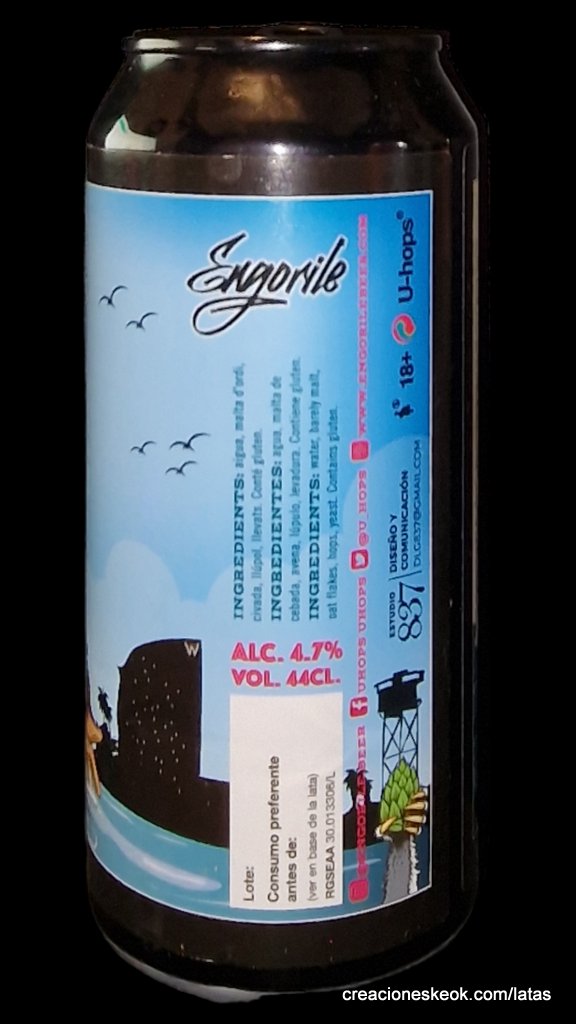 Engorile
INGREDIENTS: aigua, malta d'ordi,
civada, llúpol, llevats. Conté gluten.
INGREDIENTES: agua, malta de
cebada, avena, lúpulo, levadura. Contiene gluten.
INGREDIENTS: water, barely malt,
oat flakes, hops, yeast. Contains gluten.
ALC. 4.7%
VOL. 44CL.
Lote:
Consumo preferente
antes de:
(ver en base de la lata)
RGSEAA 30.013306/L
@ENGORILE.BEER UHOPS UHOPS @U_HOPS WWW.ENGORILEBEER.COM
ESTUDIO
837
DISEÑO Y
COMUNICACIÓN
DLG837@GMAIL.COM
18+ U-hops®
W
creacioneskeok.com/latas